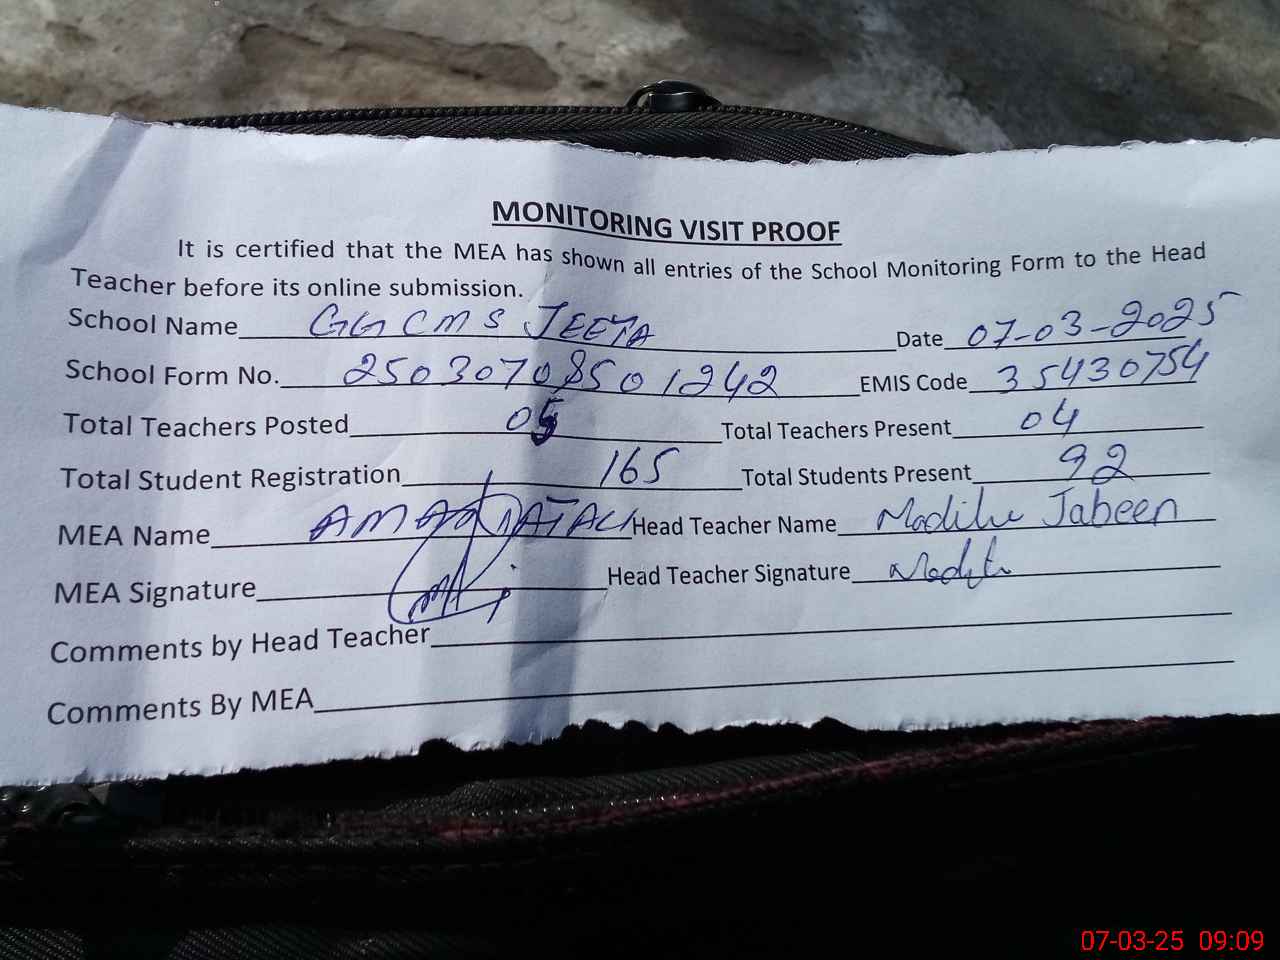 MONITORING VISIT PROOF
It is certified that the MEA has shown all entries of the School Monitoring Form to the Head
Teacher before its online submission.
School Name GGCMS JEETA Date 07-03-2025
School Form No. 25030708501242 EMIS Code 35430754
Total Teachers Posted 05 Total Teachers Present 04
Total Student Registration 165 Total Students Present 92
MEA Name Head Teacher Name Madiha Jabeen
MEA Signature Head Teacher Signature Madiha
Comments by Head Teacher
Comments By MEA
07-03-25 09:09